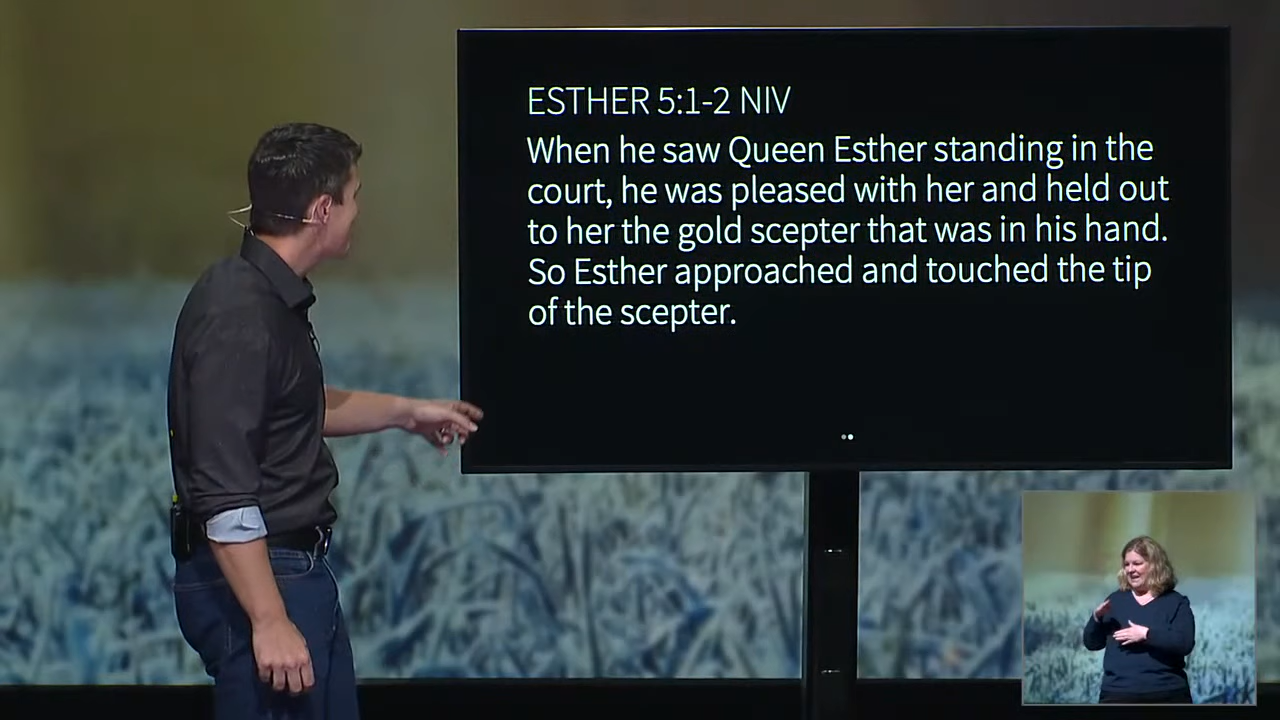 ESTHER 5:1-2 NIV
When he saw Queen Esther standing in the
court, he was pleased with her and held out
to her the gold scepter that was in his hand.
So Esther approached and touched the tip
of the scepter.